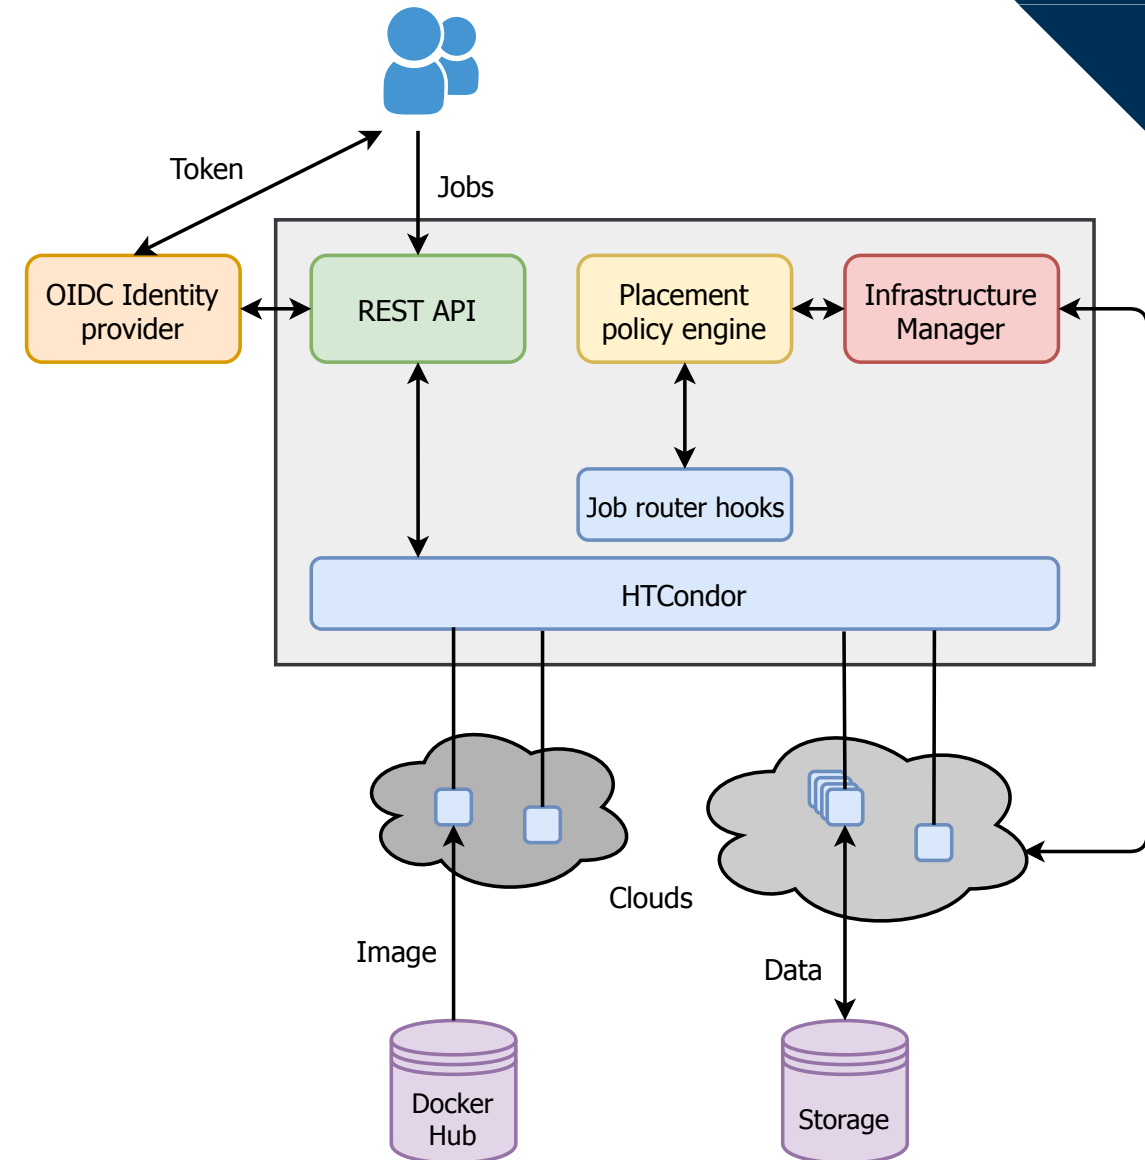 Token
Jobs
OIDC Identity
provider
REST API
Placement
policy engine
Infrastructure
Manager
Job router hooks
HTCondor
Clouds
Image
Data
Docker
Hub
Storage